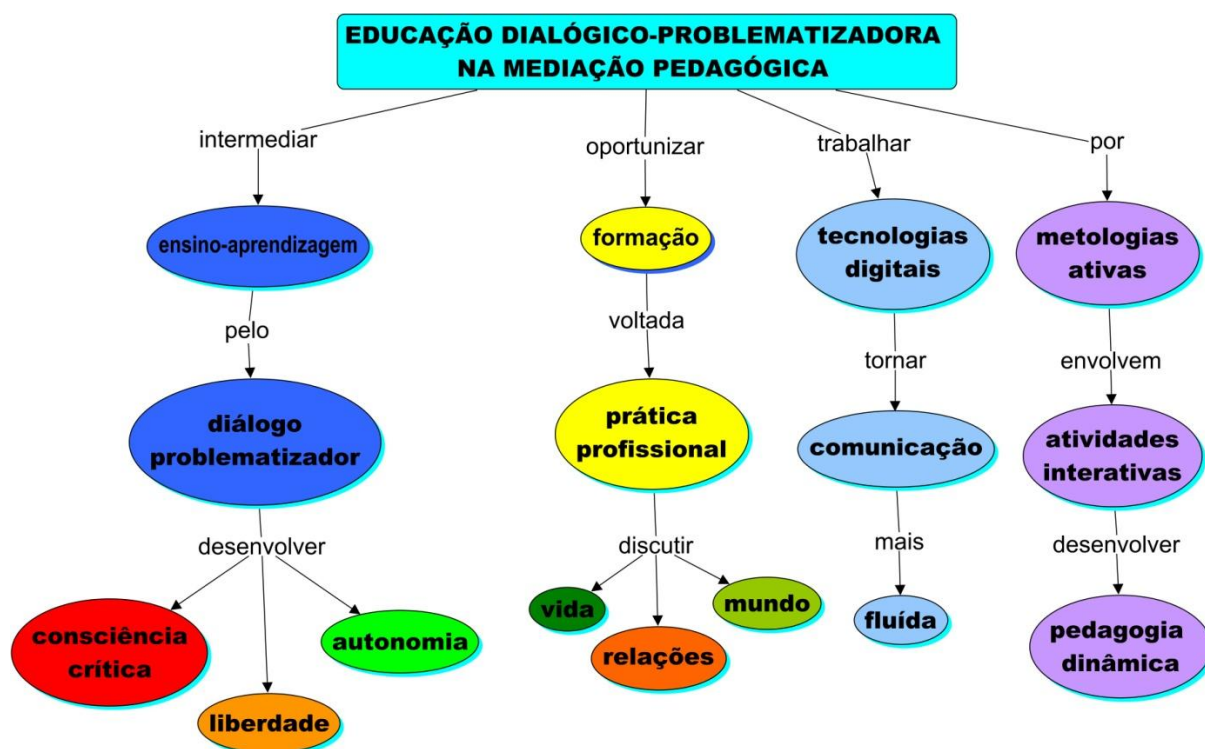 EDUCAÇÃO DIALÓGICO-PROBLEMATIZADORA
NA MEDIAÇÃO PEDAGÓGICA
intermediar
ensino-aprendizagem
pelo
diálogo
problematizador
desenvolver
consciência
crítica
liberdade
autonomia
oportunizar
formação
voltada
prática
profissional
discutir
vida
relações
mundo
trabalhar
tecnologias
digitais
tornar
comunicação
mais
fluída
por
metologias
ativas
envolvem
atividades
interativas
desenvolver
pedagogia
dinâmica